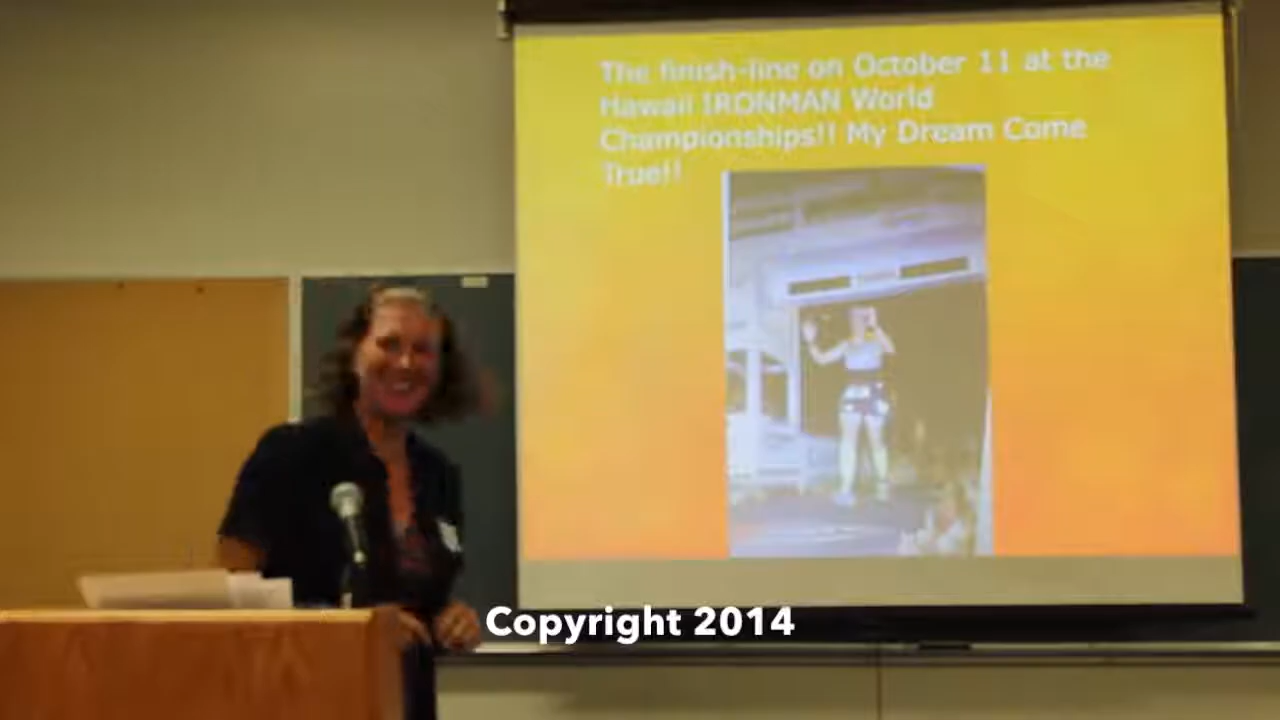 The finish-line on October 11 at the
Hawaii IRONMAN World
Championships!! My Dream Come
True!!
Copyright 2014